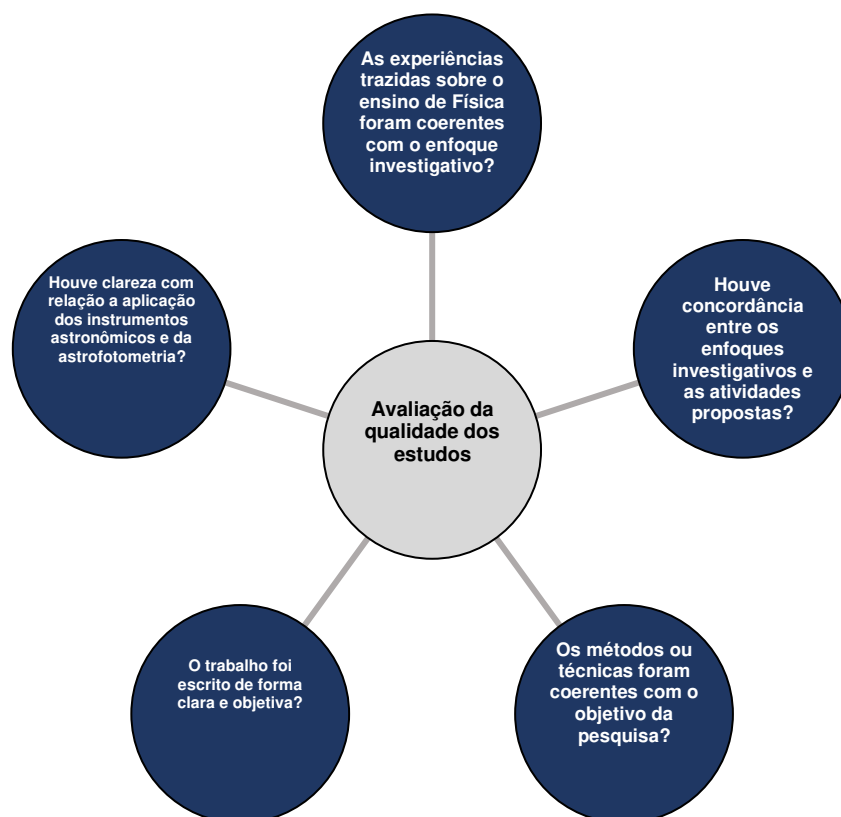 As experiências
trazidas sobre o
ensino de Física
foram coerentes
com o enfoque
investigativo?
Houve clareza com
relação a aplicação
dos instrumentos
astronômicos e da
astrofotometria?
Houve
concordância
entre os
enfoques
investigativos e
as atividades
propostas?
Avaliação da
qualidade dos
estudos
O trabalho foi
escrito de forma
clara e objetiva?
Os métodos ou
técnicas foram
coerentes com o
objetivo da
pesquisa?